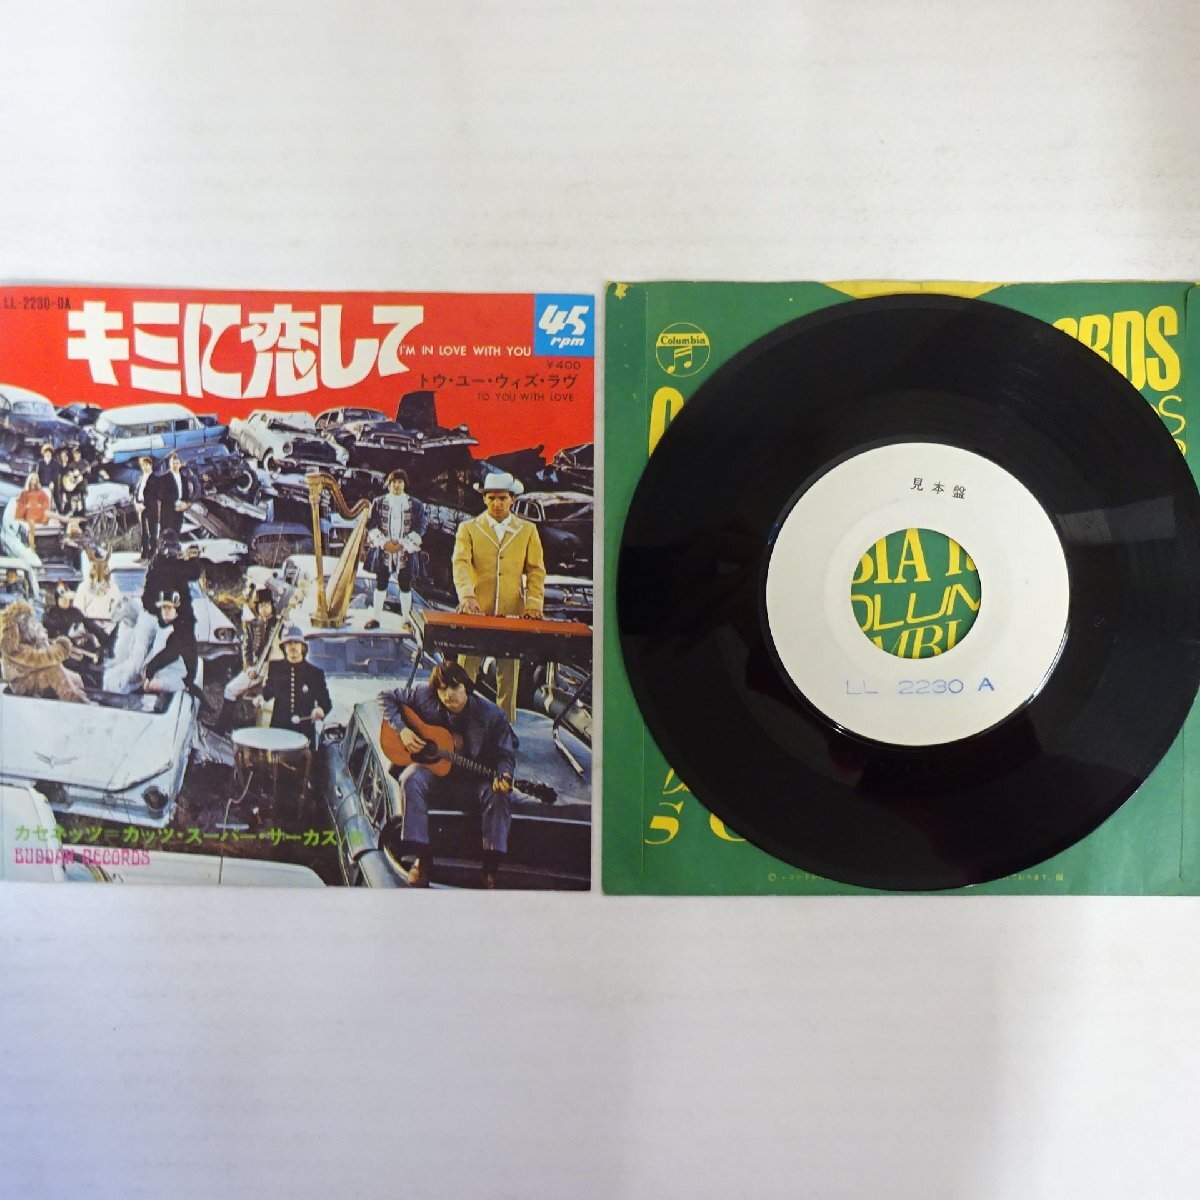 LL-2230-DA
キミに恋して
I'M IN LOVE WITH YOU
45
rpm
¥400
トウ・ユー・ウィズ・ラヴ
TO YOU WITH LOVE
カセネッツ=カッツ・スーパー・サーカス
BUDDAH RECORDS
Columbia
見本盤
LL 2230 A